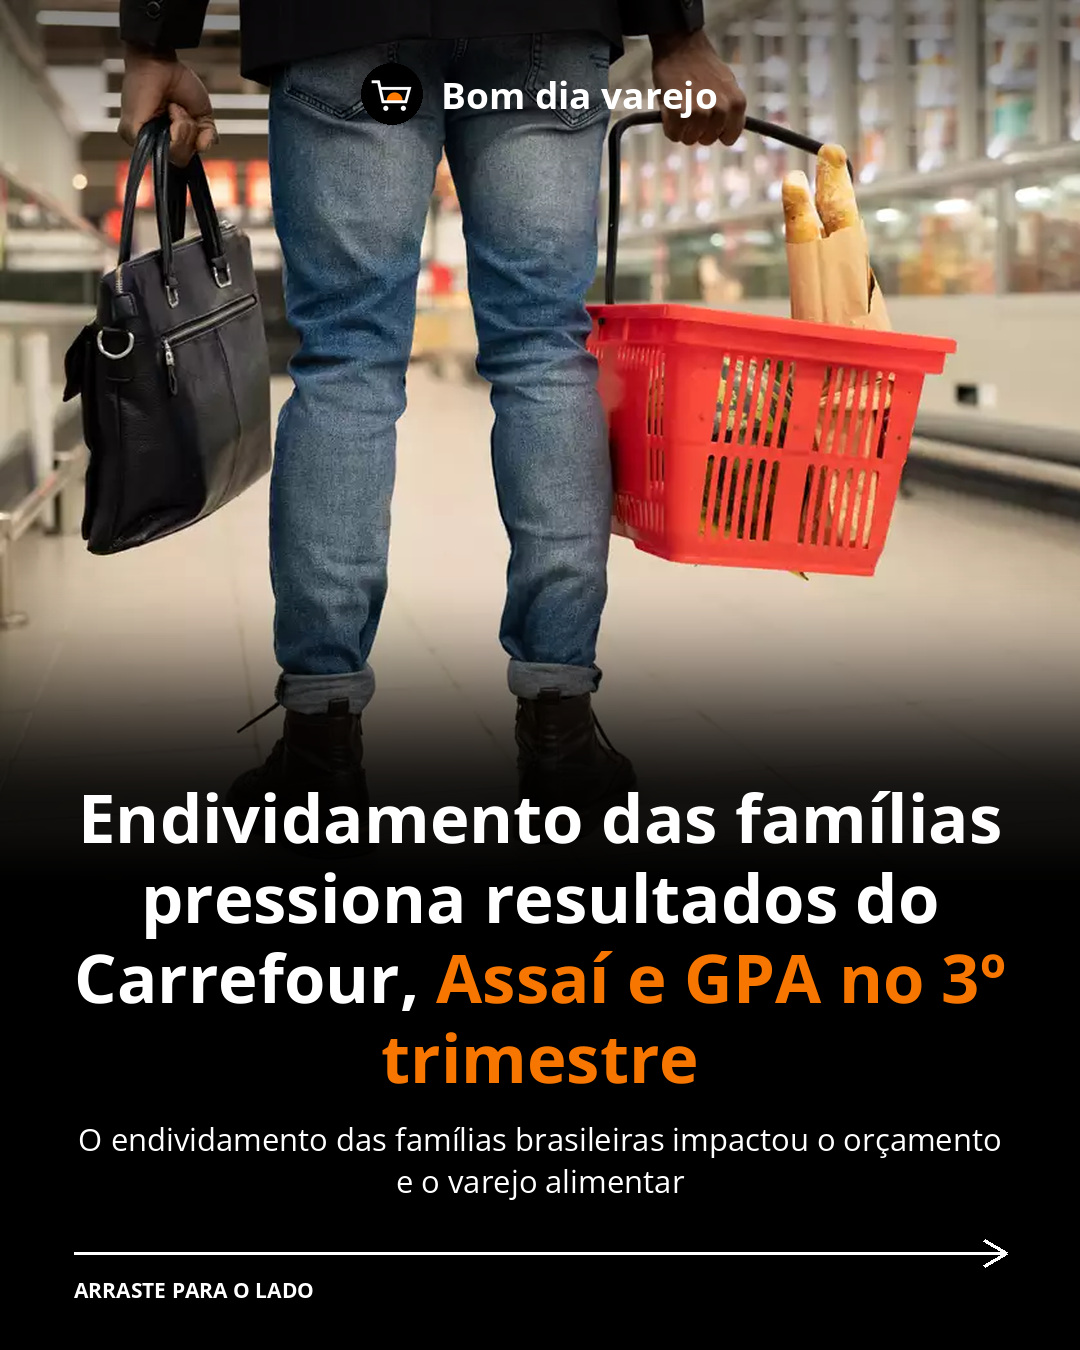 Bom dia varejo
Endividamento das famílias
pressiona resultados do
Carrefour, Assaí e GPA no 3º
trimestre
O endividamento das famílias brasileiras impactou o orçamento
e o varejo alimentar
ARRASTE PARA O LADO